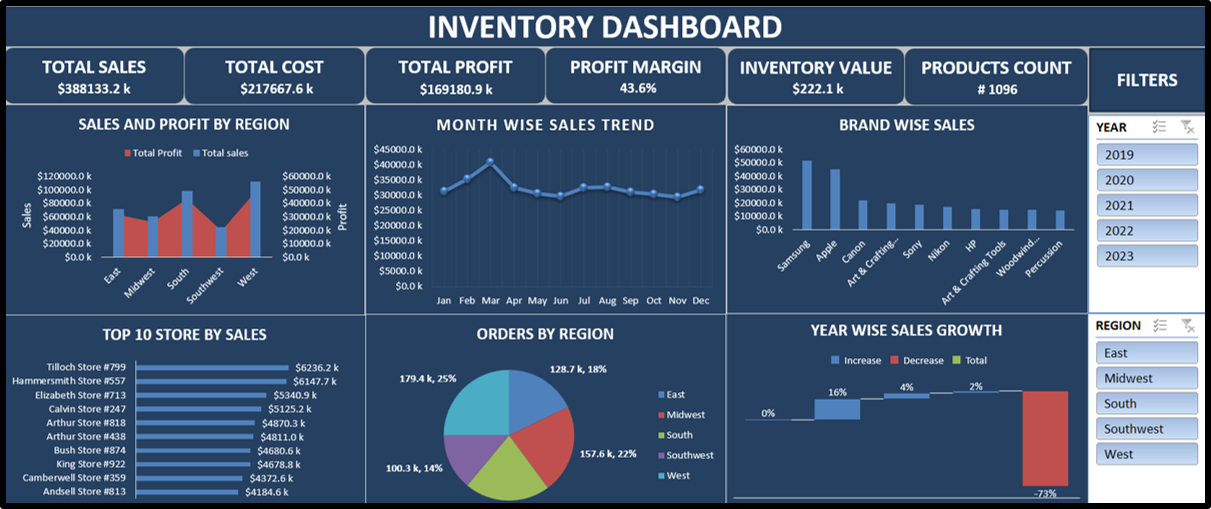 INVENTORY DASHBOARD
TOTAL SALES
$388133.2 k
TOTAL COST
$217667.6 k
TOTAL PROFIT
$169180.9 k
PROFIT MARGIN
43.6%
INVENTORY VALUE
$222.1 k
PRODUCTS COUNT
# 1096
FILTERS
SALES AND PROFIT BY REGION
Total Profit Total sales
$120000.0 k
$100000.0 k
$80000.0 k
$60000.0 k
$40000.0 k
$20000.0 k
$0.0 k
Sales
$60000.0 k
$50000.0 k
$40000.0 k
$30000.0 k
$20000.0 k
$10000.0 k
$0.0 k
Profit
East
Midwest
South
Southwest
West
MONTH WISE SALES TREND
$45000.0 k
$40000.0 k
$35000.0 k
$30000.0 k
$25000.0 k
$20000.0 k
$15000.0 k
$10000.0 k
$5000.0 k
$0.0 k
Jan Feb Mar Apr May Jun Jul Aug Sep Oct Nov Dec
BRAND WISE SALES
$60000.0 k
$50000.0 k
$40000.0 k
$30000.0 k
$20000.0 k
$10000.0 k
$0.0 k
Samsung
Apple
Canon
Art & Crafting...
Sony
Nikon
HP
Art & Crafting Tools
Woodwind...
Percussion
YEAR
2019
2020
2021
2022
2023
TOP 10 STORE BY SALES
Tilloch Store #799 $6236.2 k
Hammersmith Store #557 $6147.7 k
Elizabeth Store #713 $5340.9 k
Calvin Store #247 $5125.2 k
Arthur Store #818 $4870.3 k
Arthur Store #438 $4811.0 k
Bush Store #874 $4680.6 k
King Store #922 $4678.8 k
Camberwell Store #359 $4372.6 k
Andsell Store #813 $4184.6 k
ORDERS BY REGION
128.7 k, 18%
179.4 k, 25%
157.6 k, 22%
100.3 k, 14%
East
Midwest
South
Southwest
West
YEAR WISE SALES GROWTH
Increase Decrease Total
0%
16%
4%
2%
-73%
REGION
East
Midwest
South
Southwest
West